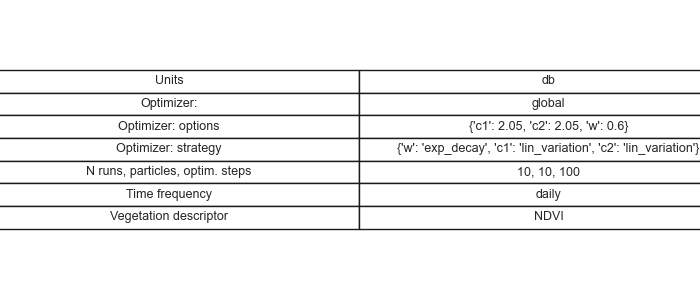 Units db
Optimizer: global
Optimizer: options {'c1': 2.05, 'c2': 2.05, 'w': 0.6}
Optimizer: strategy {'w': 'exp_decay', 'c1': 'lin_variation', 'c2': 'lin_variation'}
N runs, particles, optim. steps 10, 10, 100
Time frequency daily
Vegetation descriptor NDVI